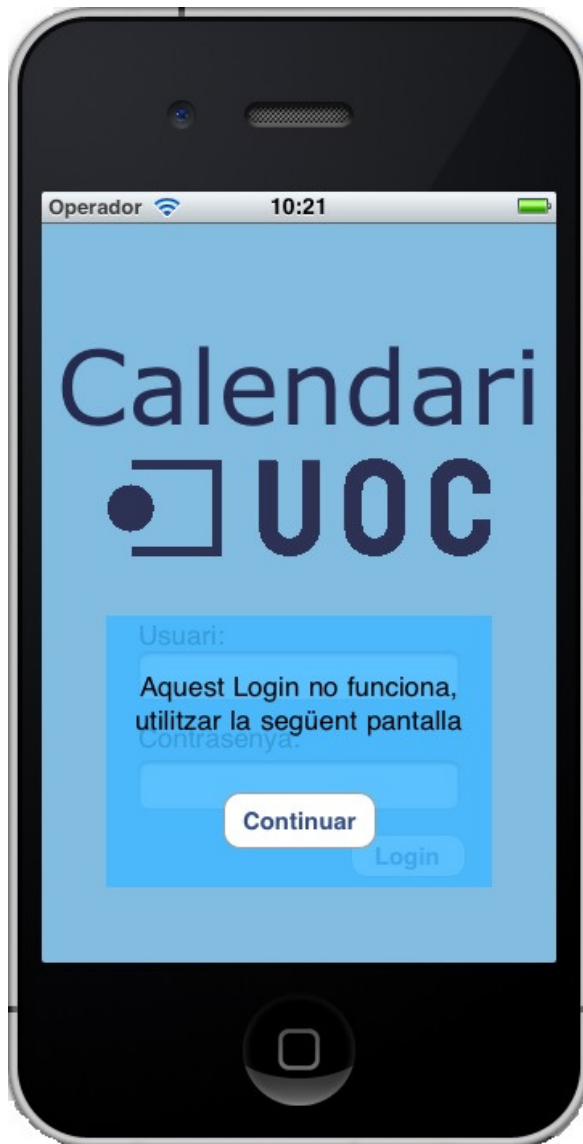 Operador 10:21
Calendari
UOC
Usuari:
Aquest Login no funciona,
utilitzar la següent pantalla
Contrasenya:
Continuar
Login